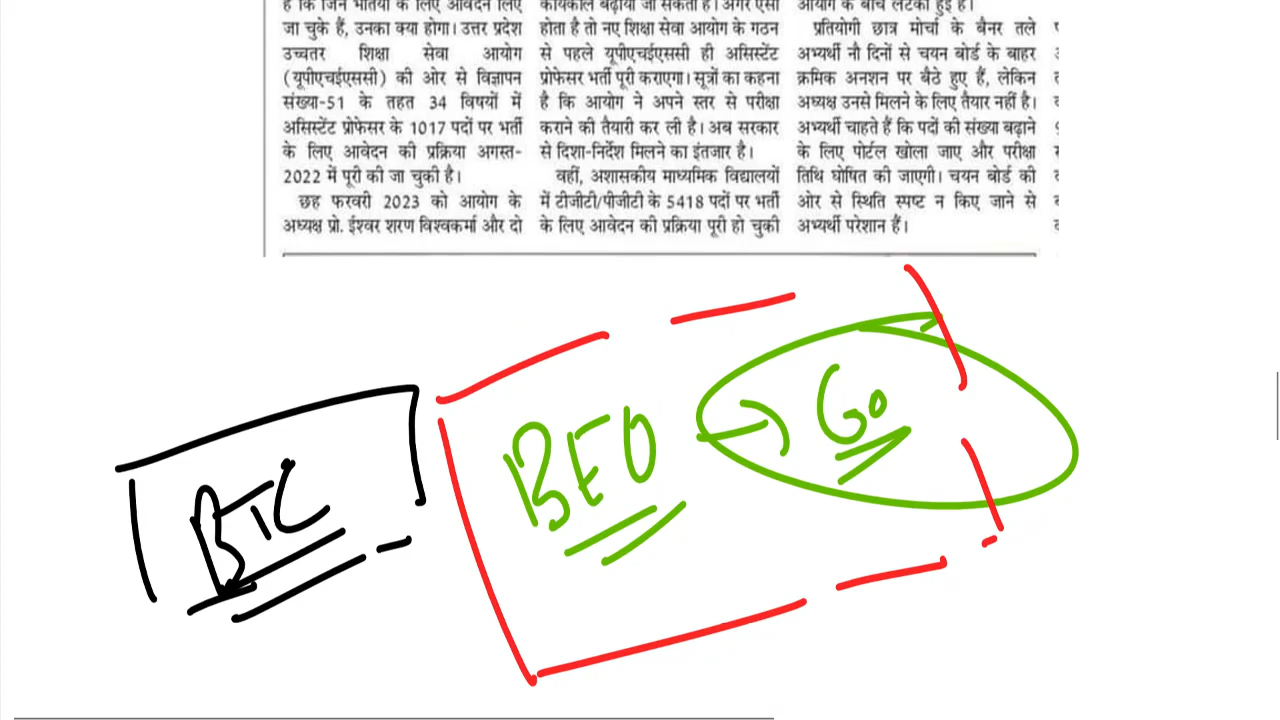 है कि जिन भर्तियों के लिए आवेदन लिए
जा चुके हैं, उनका क्या होगा। उत्तर प्रदेश
उच्चतर शिक्षा सेवा आयोग
(यूपीएचईएससी) की ओर से विज्ञापन
संख्या-51 के तहत 34 विषयों में
असिस्टेंट प्रोफेसर के 1017 पदों पर भर्ती
के लिए आवेदन की प्रक्रिया अगस्त-
2022 में पूरी की जा चुकी है।
छह फरवरी 2023 को आयोग के
अध्यक्ष प्रो. ईश्वर शरण विश्वकर्मा और दो
कार्यकाल बढ़ाया जा सकता है। अगर ऐसा
होता है तो नए शिक्षा सेवा आयोग के गठन
से पहले यूपीएचईएससी ही असिस्टेंट
प्रोफेसर भर्ती पूरी कराएगा। सूत्रों का कहना
है कि आयोग ने अपने स्तर से परीक्षा
कराने की तैयारी कर ली है। अब सरकार
से दिशा-निर्देश मिलने का इंतजार है।
वहीं, अशासकीय माध्यमिक विद्यालयों
में टीजीटी/पीजीटी के 5418 पदों पर भर्ती
के लिए आवेदन की प्रक्रिया पूरी हो चुकी
आयोग के बीच लटकी हुई है।
प्रतियोगी छात्र मोर्चा के बैनर तले
अभ्यर्थी नौ दिनों से चयन बोर्ड के बाहर
क्रमिक अनशन पर बैठे हुए हैं, लेकिन
अध्यक्ष उनसे मिलने के लिए तैयार नहीं है।
अभ्यर्थी चाहते हैं कि पदों की संख्या बढ़ाने
के लिए पोर्टल खोला जाए और परीक्षा
तिथि घोषित की जाएगी। चयन बोर्ड की
ओर से स्थिति स्पष्ट न किए जाने से
अभ्यर्थी परेशान हैं।
BTC
BEO → Go